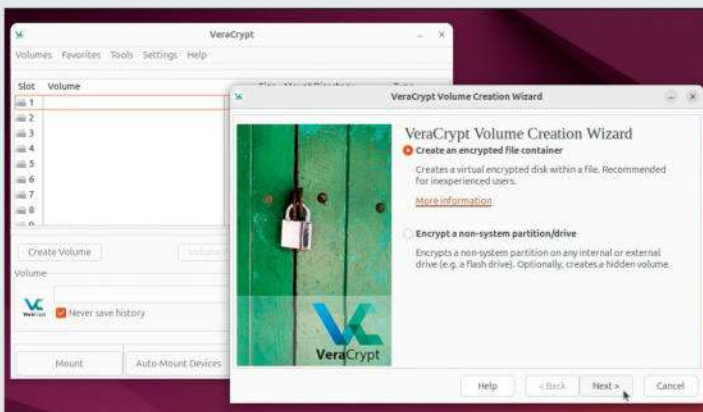 VeraCrypt
Volumes Favorites Tools Settings Help
Slot Volume
1
2
3
4
5
6
7
8
Create Volume
Volume
VeraCrypt
Never save history
Mount Auto-Mount Devices
VeraCrypt Volume Creation Wizard
VeraCrypt Volume Creation Wizard
Create an encrypted file container
Creates a virtual encrypted disk within a file. Recommended
for inexperienced users.
More information
Encrypt a non-system partition/drive
Encrypts a non-system partition on any internal or external
drive (e.g. a flash drive). Optionally, creates a hidden volume.
VeraCrypt
Help < Back Next > Cancel